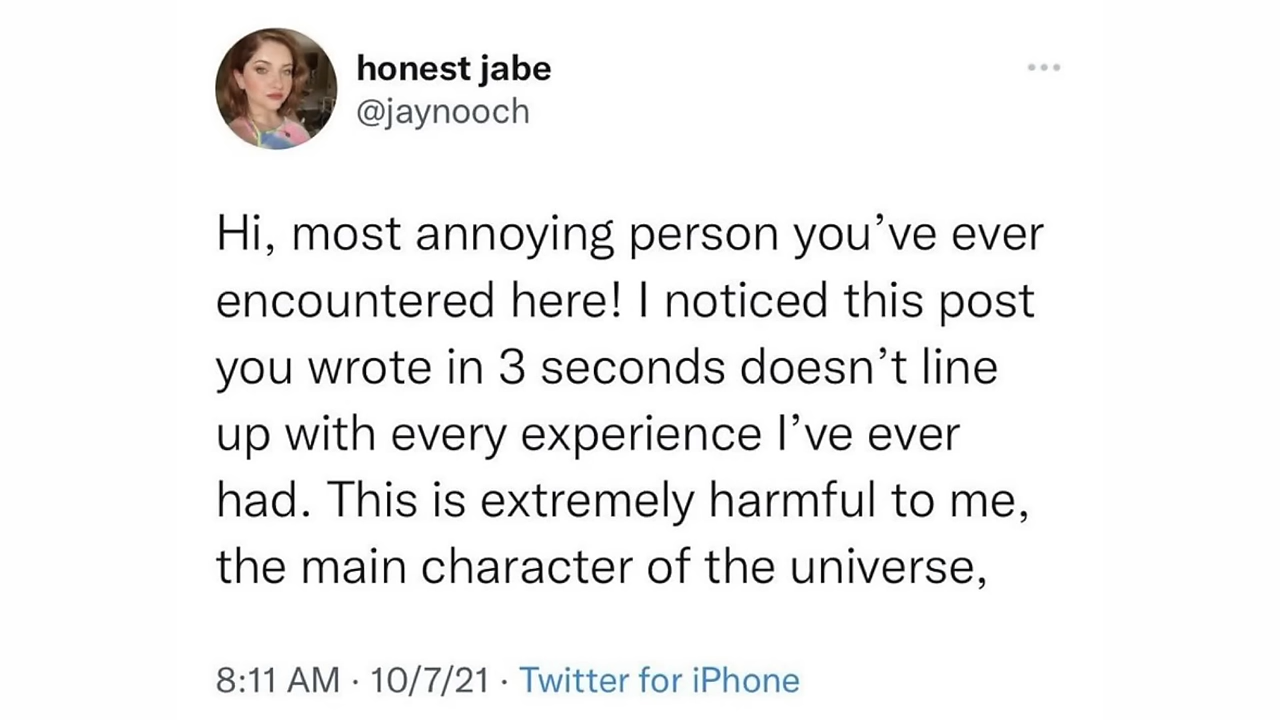 honest jabe
@jaynooch
Hi, most annoying person you’ve ever
encountered here! I noticed this post
you wrote in 3 seconds doesn’t line
up with every experience I’ve ever
had. This is extremely harmful to me,
the main character of the universe,
8:11 AM · 10/7/21 · Twitter for iPhone